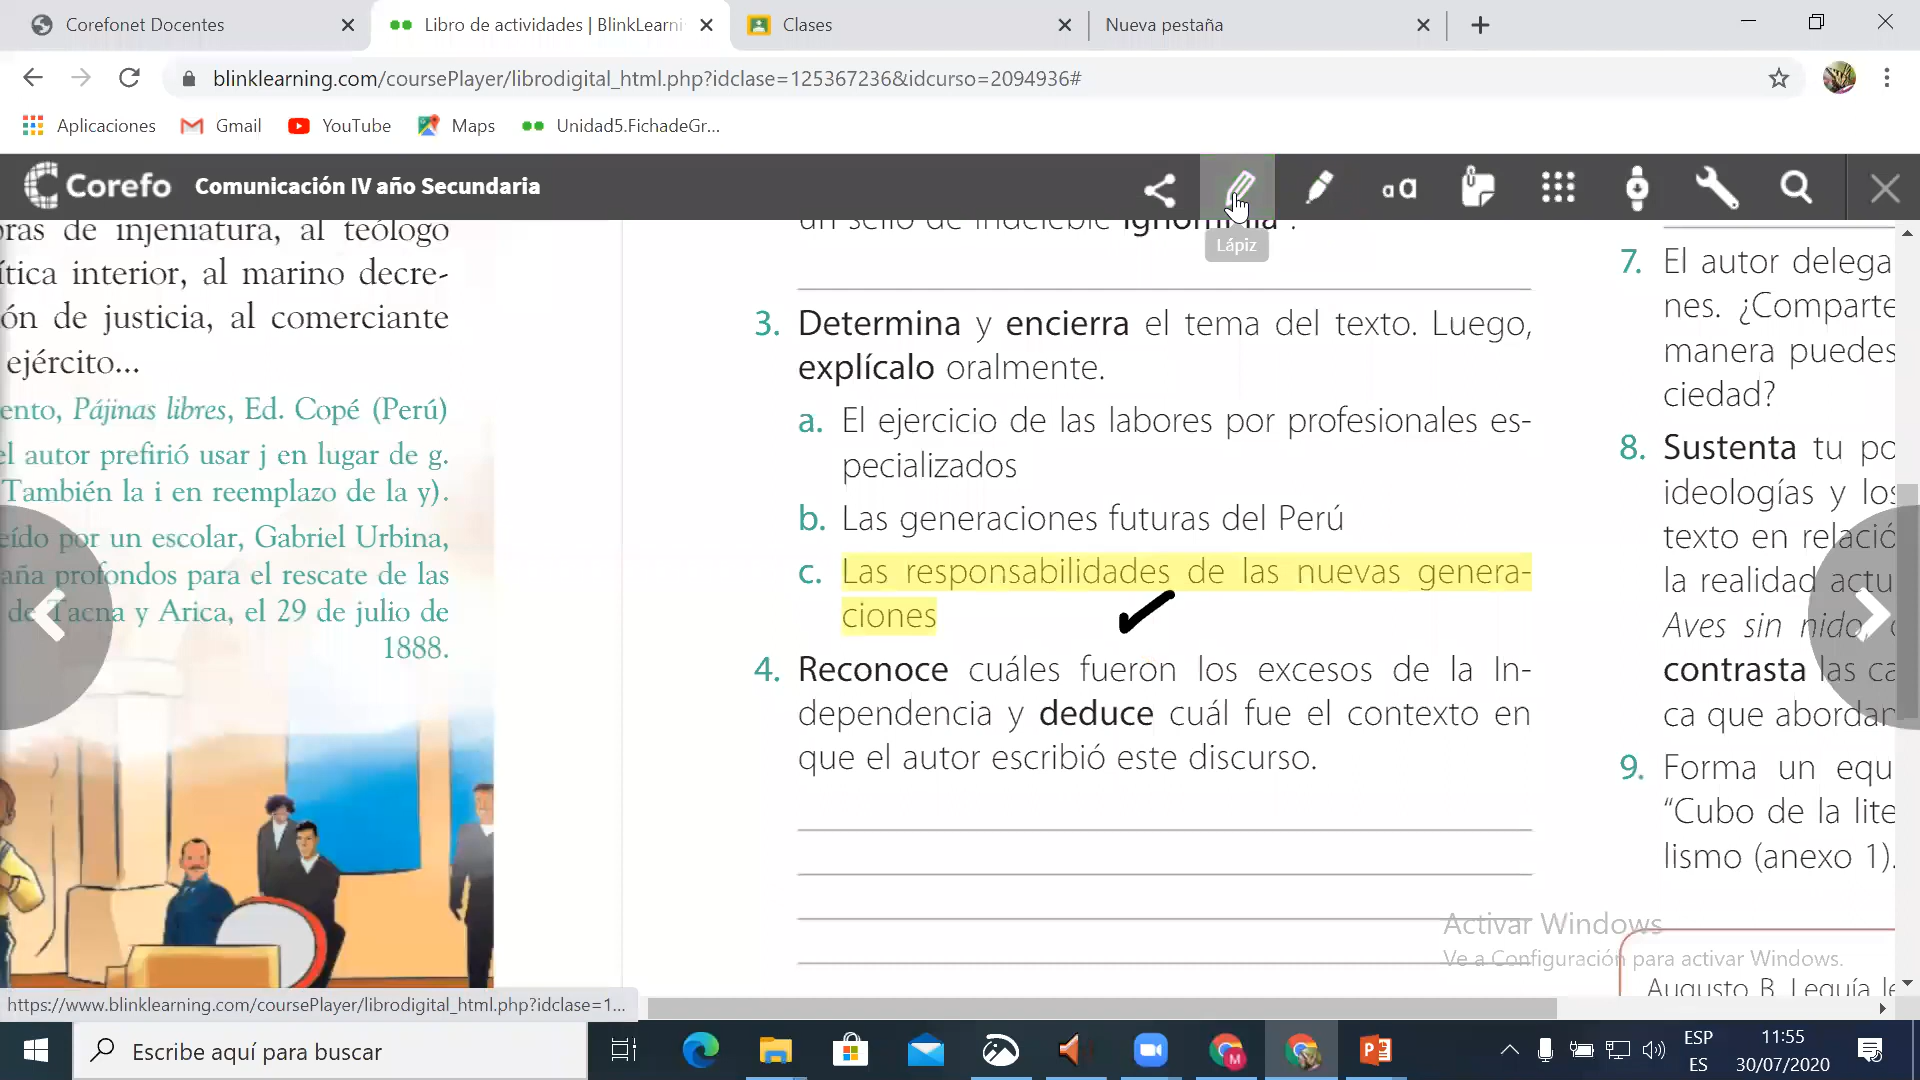 Corefonet Docentes
Libro de actividades | BlinkLearni
Clases
Nueva pestaña
blinklearning.com/coursePlayer/librodigital_html.php?idclase=125367236&idcurso=2094936#
Aplicaciones
Gmail
YouTube
Maps
Unidad5.FichadeGr...
Corefo
Comunicación IV año Secundaria
aa
Lápiz
oras de injeniatura, al teólogo
ítica interior, al marino decre-
ón de justicia, al comerciante
ejército...
ento, Pájinas libres, Ed. Copé (Perú)
el autor prefirió usar j en lugar de g.
También la i en reemplazo de la y).
eído por un escolar, Gabriel Urbina,
aña profondos para el rescate de las
de Tacna y Arica, el 29 de julio de
1888.
un sello de indeleble ignominia".
3. Determina y encierra el tema del texto. Luego,
explícalo oralmente.
a. El ejercicio de las labores por profesionales es-
pecializados
b. Las generaciones futuras del Perú
c. Las responsabilidades de las nuevas genera-
ciones
4. Reconoce cuáles fueron los excesos de la In-
dependencia y deduce cuál fue el contexto en
que el autor escribió este discurso.
7. El autor delega
nes. ¿Comparte
manera puedes
ciedad?
8. Sustenta tu po
ideologías y los
texto en relació
la realidad actu
Aves sin nido,
contrasta las ca
ca que abordar
9. Forma un equ
"Cubo de la lite
lismo (anexo 1).
Activar Windows
Ve a Configuración para activar Windows.
Augusto B. Leguía le
https://www.blinklearning.com/coursePlayer/librodigital_html.php?idclase=1...
Escribe aquí para buscar
ESP
ES
11:55
30/07/2020